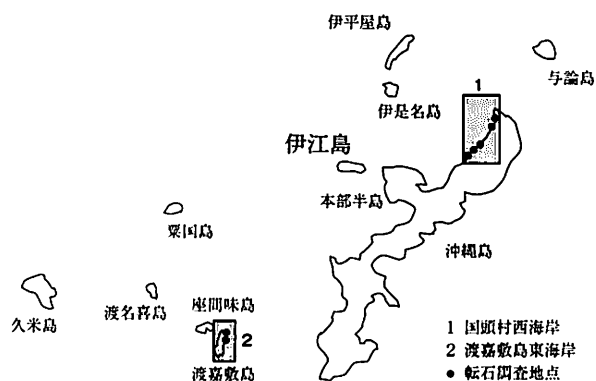 伊平屋島
与論島
1
伊是名島
伊江島
本部半島
粟国島
沖縄島
久米島
渡名喜島
座間味島
2
渡嘉敷島
1 国頭村西海岸
2 渡嘉敷島東海岸
● 転石調査地点